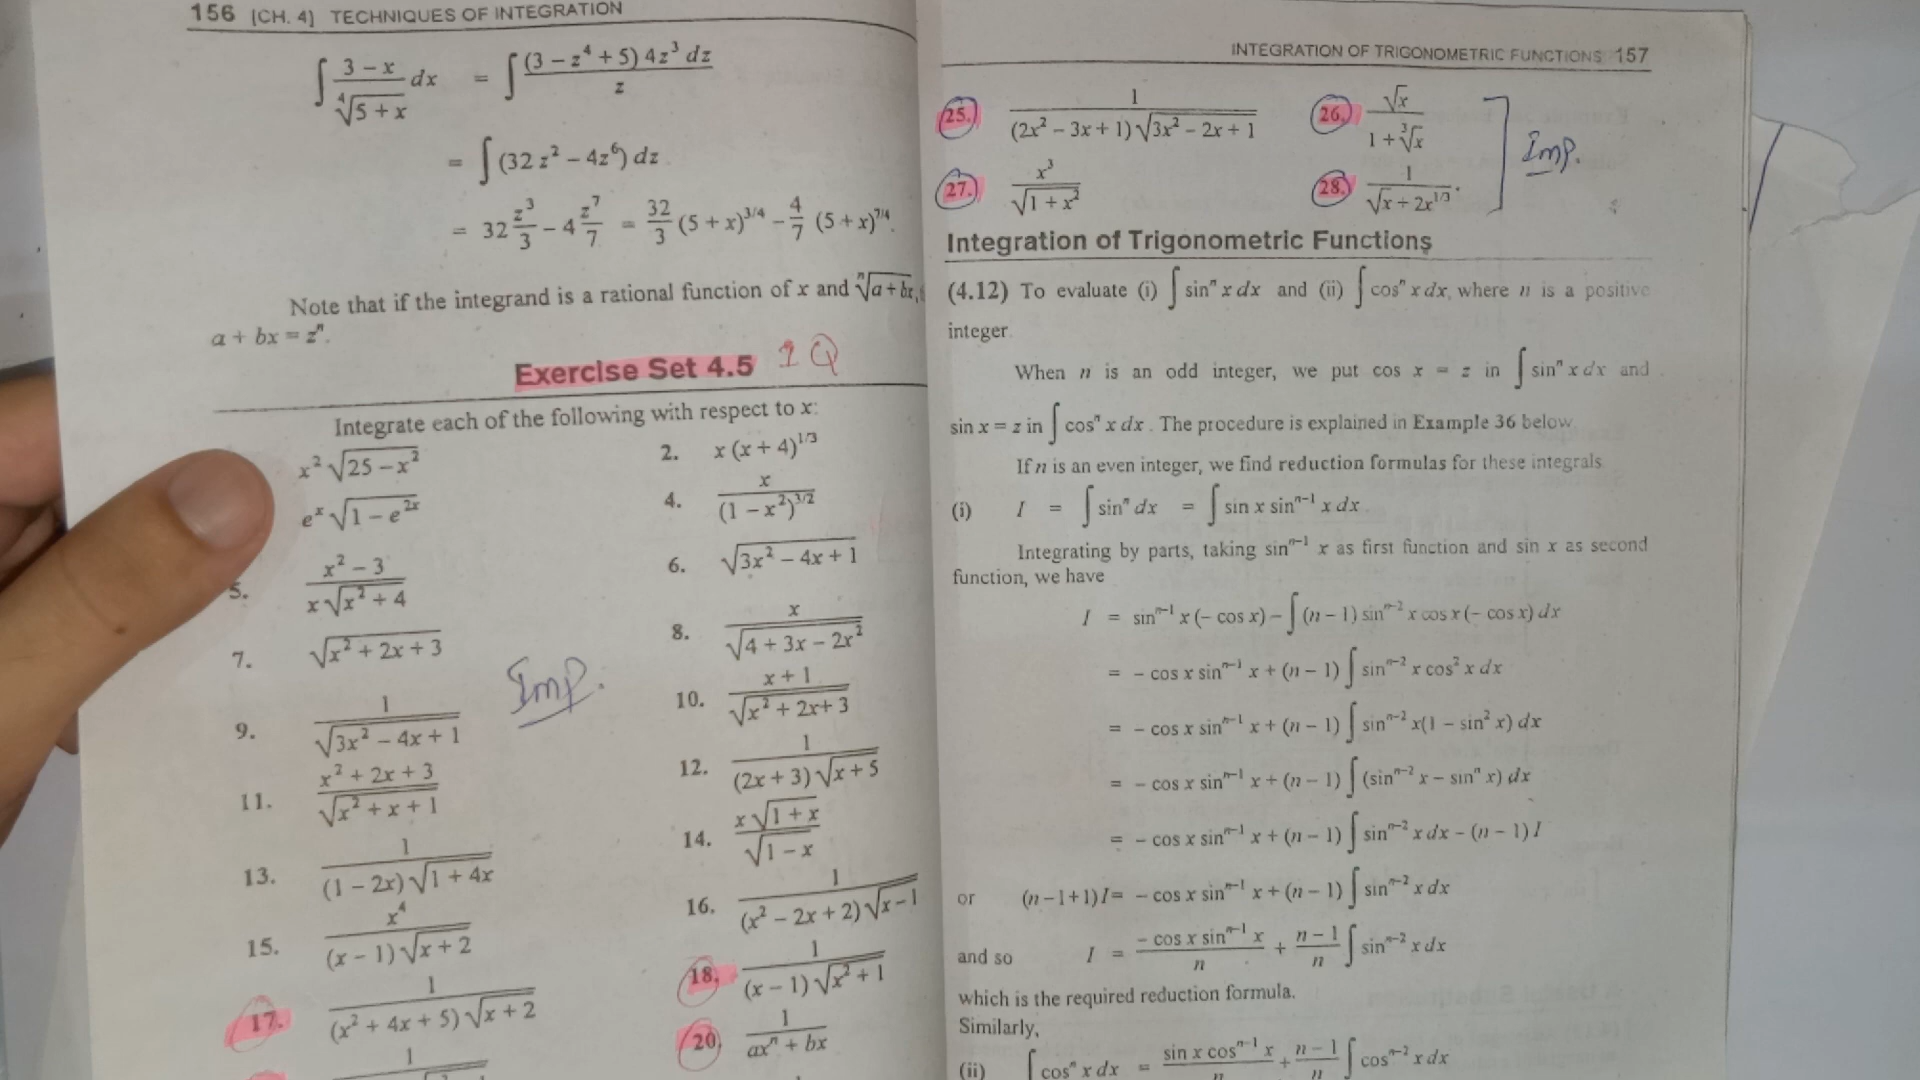 156 [CH. 4] TECHNIQUES OF INTEGRATION
∫ (3 − x)/⁴√(5 + x) dx = ∫ (3 − z⁴ + 5) 4z³ dz / z
= ∫ (32 z² − 4z⁶) dz
= 32 z³/3 − 4 z⁷/7 = 32/3 (5 + x)^3/4 − 4/7 (5 + x)^7/4.
Note that if the integrand is a rational function of x and ⁿ√(a + bx,
a + bx = zⁿ.
Exercise Set 4.5 1 Q
Integrate each of the following with respect to x:
x² √(25 − x²)
2. x (x + 4)^1/3
eˣ √(1 − e^2x)
4. x / (1 − x²)^3/2
5. (x² − 3) / (x √(x² + 4))
6. √(3x² − 4x + 1)
7. √(x² + 2x + 3)
8. x / √(4 + 3x − 2x²)
Imp.
9. 1 / √(3x² − 4x + 1)
10. (x + 1) / √(x² + 2x + 3)
11. (x² + 2x + 3) / √(x² + x + 1)
12. 1 / ((2x + 3) √(x + 5))
13. 1 / ((1 − 2x) √(1 + 4x))
14. x √(1 + x) / √(1 − x)
15. x⁴ / ((x − 1) √(x + 2))
16. 1 / ((x² − 2x + 2) √(x − 1))
17. 1 / ((x² + 4x + 5) √(x + 2))
18. 1 / ((x − 1) √(x² + 1))
20. 1 / (axⁿ + bx)
1
INTEGRATION OF TRIGONOMETRIC FUNCTIONS 157
25. 1 / ((2x² − 3x + 1) √(3x² − 2x + 1))
26. √x / (1 + ³√x)
27. x³ / √(1 + x²)
28. 1 / (√x + 2x^1/3).
Imp.
Integration of Trigonometric Functions
(4.12) To evaluate (i) ∫ sinⁿ x dx and (ii) ∫ cosⁿ x dx, where n is a positive
integer.
When n is an odd integer, we put cos x = z in ∫ sinⁿ x dx and
sin x = z in ∫ cosⁿ x dx. The procedure is explained in Example 36 below
If n is an even integer, we find reduction formulas for these integrals
(i) I = ∫ sinⁿ dx = ∫ sin x sinⁿ⁻¹ x dx
Integrating by parts, taking sinⁿ⁻¹ x as first function and sin x as second
function, we have
I = sinⁿ⁻¹ x (− cos x) − ∫ (n − 1) sinⁿ⁻² x cos x (− cos x) dx
= − cos x sinⁿ⁻¹ x + (n − 1) ∫ sinⁿ⁻² x cos² x dx
= − cos x sinⁿ⁻¹ x + (n − 1) ∫ sinⁿ⁻² x(1 − sin² x) dx
= − cos x sinⁿ⁻¹ x + (n − 1) ∫ (sinⁿ⁻² x − sinⁿ x) dx
= − cos x sinⁿ⁻¹ x + (n − 1) ∫ sinⁿ⁻² x dx − (n − 1) I
or (n − 1 + 1) I = − cos x sinⁿ⁻¹ x + (n − 1) ∫ sinⁿ⁻² x dx
and so I = (− cos x sinⁿ⁻¹ x)/n + (n − 1)/n ∫ sinⁿ⁻² x dx
which is the required reduction formula.
Similarly,
(ii) ∫ cosⁿ x dx = (sin x cosⁿ⁻¹ x)/n + (n − 1)/n ∫ cosⁿ⁻² x dx